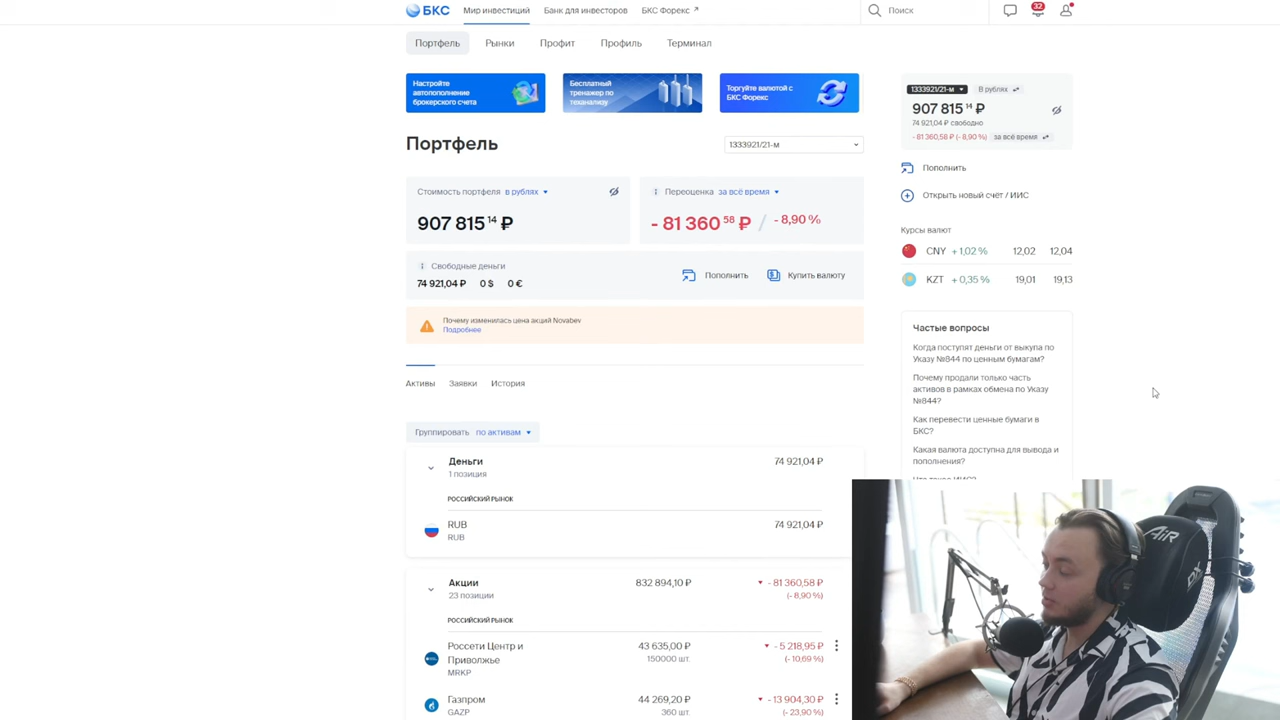 БКС
Мир инвестиций
Банк для инвесторов
БКС Форекс
Поиск
32
Портфель
Рынки
Профит
Профиль
Терминал
Настройте
автопополнение
брокерского счета
Бесплатный
тренажер по
теханализу
Торгуйте валютой с
БКС Форекс
Портфель
1333921/21-м
Стоимость портфеля в рублях
907 815 14 ₽
Переоценка за всё время
- 81 360 58 ₽ / - 8,90 %
Свободные деньги
74 921,04 ₽ 0 $ 0 €
Пополнить
Купить валюту
Почему изменилась цена акций Novabev
Подробнее
Активы
Заявки
История
Группировать по активам
Деньги
74 921,04 ₽
1 позиция
РОССИЙСКИЙ РЫНОК
RUB
74 921,04 ₽
RUB
Акции
832 894,10 ₽
- 81 360,58 ₽
23 позиции
(- 8,90 %)
РОССИЙСКИЙ РЫНОК
Россети Центр и
Приволжье
43 635,00 ₽
- 5 218,95 ₽
150000 шт.
(- 10,69 %)
MRKP
Газпром
44 269,20 ₽
- 13 904,30 ₽
GAZP
360 шт.
(- 23,90 %)
1333921/21-м
В рублях
907 815 14 ₽
74 921,04 ₽ свободно
- 81 360,58 ₽ (- 8,90 %)
за всё время
Пополнить
Открыть новый счёт / ИИС
Курсы валют
CNY + 1,02 % 12,02 12,04
KZT + 0,35 % 19,01 19,13
Частые вопросы
Когда поступят деньги от выкупа по
Указу №844 по ценным бумагам?
Почему продали только часть
активов в рамках обмена по Указу
№844?
Как перевести ценные бумаги в
БКС?
Какая валюта доступна для вывода и
пополнения?
AIR